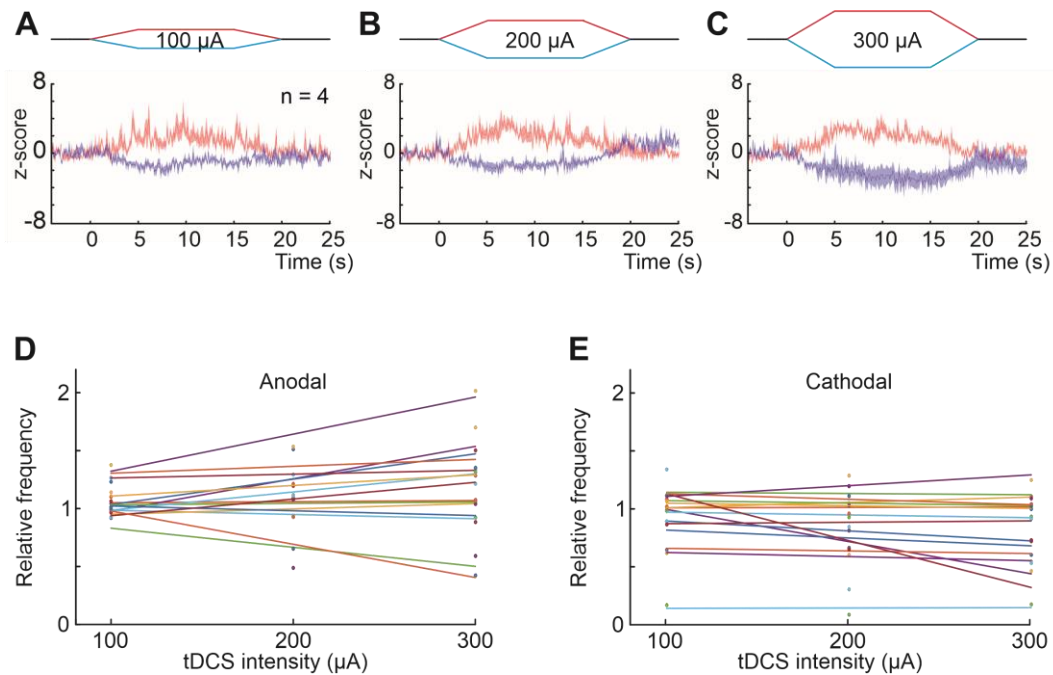 A
100 µA
B
200 µA
C
300 µA
8
0
-8
z-score
n = 4
0 5 10 15 20 25
Time (s)
8
0
-8
z-score
0 5 10 15 20 25
Time (s)
8
0
-8
z-score
0 5 10 15 20 25
Time (s)
D
Anodal
2
1
0
Relative frequency
100 200 300
tDCS intensity (µA)
E
Cathodal
2
1
0
Relative frequency
100 200 300
tDCS intensity (µA)